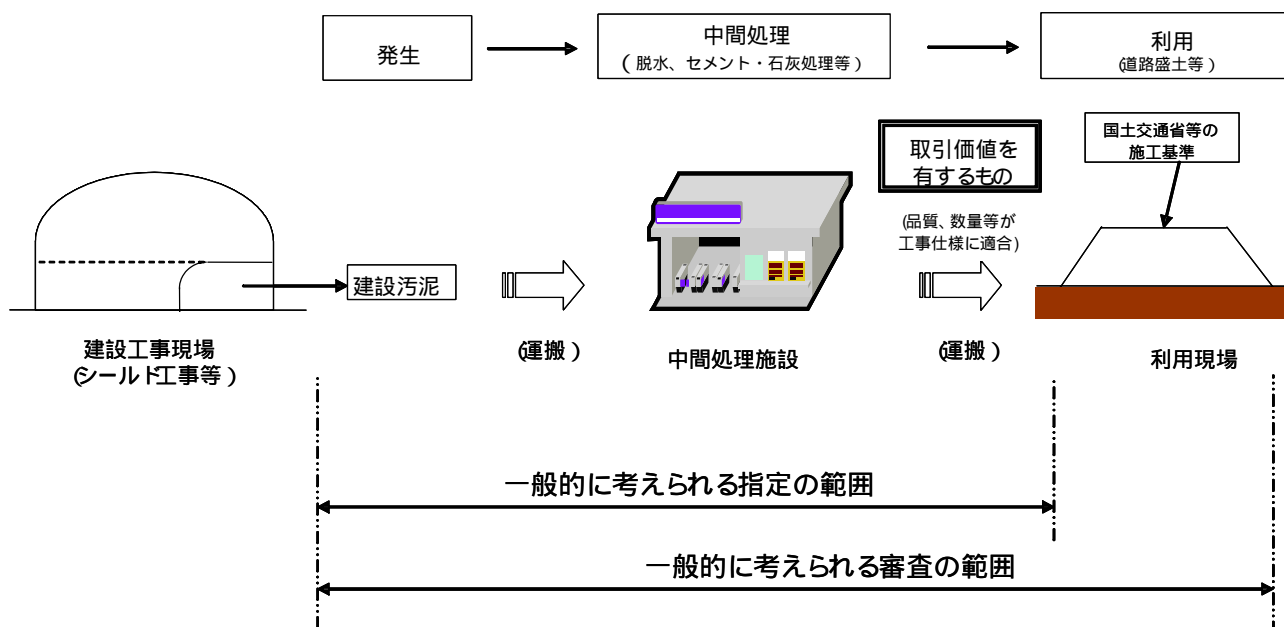 発生
中間処理
(脱水、セメント・石灰処理等)
利用
(道路盛土等)
国土交通省等の
施工基準
取引価値を
有するもの
(品質、数量等が
工事仕様に適合)
建設汚泥
建設工事現場
(シールド工事等)
(運搬)
中間処理施設
(運搬)
利用現場
一般的に考えられる指定の範囲
一般的に考えられる審査の範囲